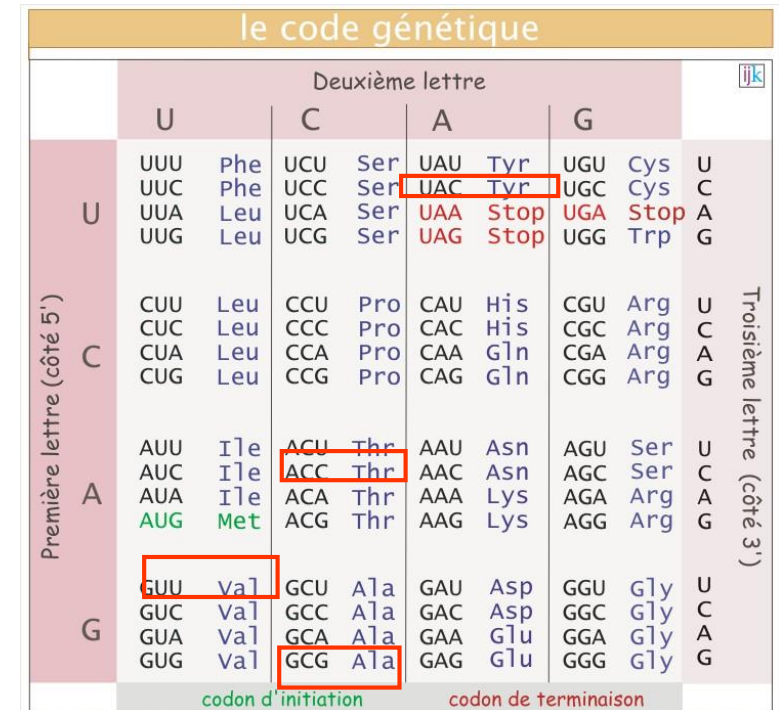 le code génétique
ijk
Deuxième lettre
U C A G
UUU Phe UCU Ser UAU Tyr UGU Cys U
UUC Phe UCC Ser UAC Tyr UGC Cys C
U UUA Leu UCA Ser UAA Stop UGA Stop A
UUG Leu UCG Ser UAG Stop UGG Trp G
CUU Leu CCU Pro CAU His CGU Arg U
CUC Leu CCC Pro CAC His CGC Arg C
C CUA Leu CCA Pro CAA Gln CGA Arg A
CUG Leu CCG Pro CAG Gln CGG Arg G
AUU Ile ACU Thr AAU Asn AGU Ser U
AUC Ile ACC Thr AAC Asn AGC Ser C
A AUA Ile ACA Thr AAA Lys AGA Arg A
AUG Met ACG Thr AAG Lys AGG Arg G
GUU Val GCU Ala GAU Asp GGU Gly U
GUC Val GCC Ala GAC Asp GGC Gly C
G GUA Val GCA Ala GAA Glu GGA Gly A
GUG Val GCG Ala GAG Glu GGG Gly G
Première lettre (côté 5')
Troisième lettre (côté 3')
codon d'initiation codon de terminaison